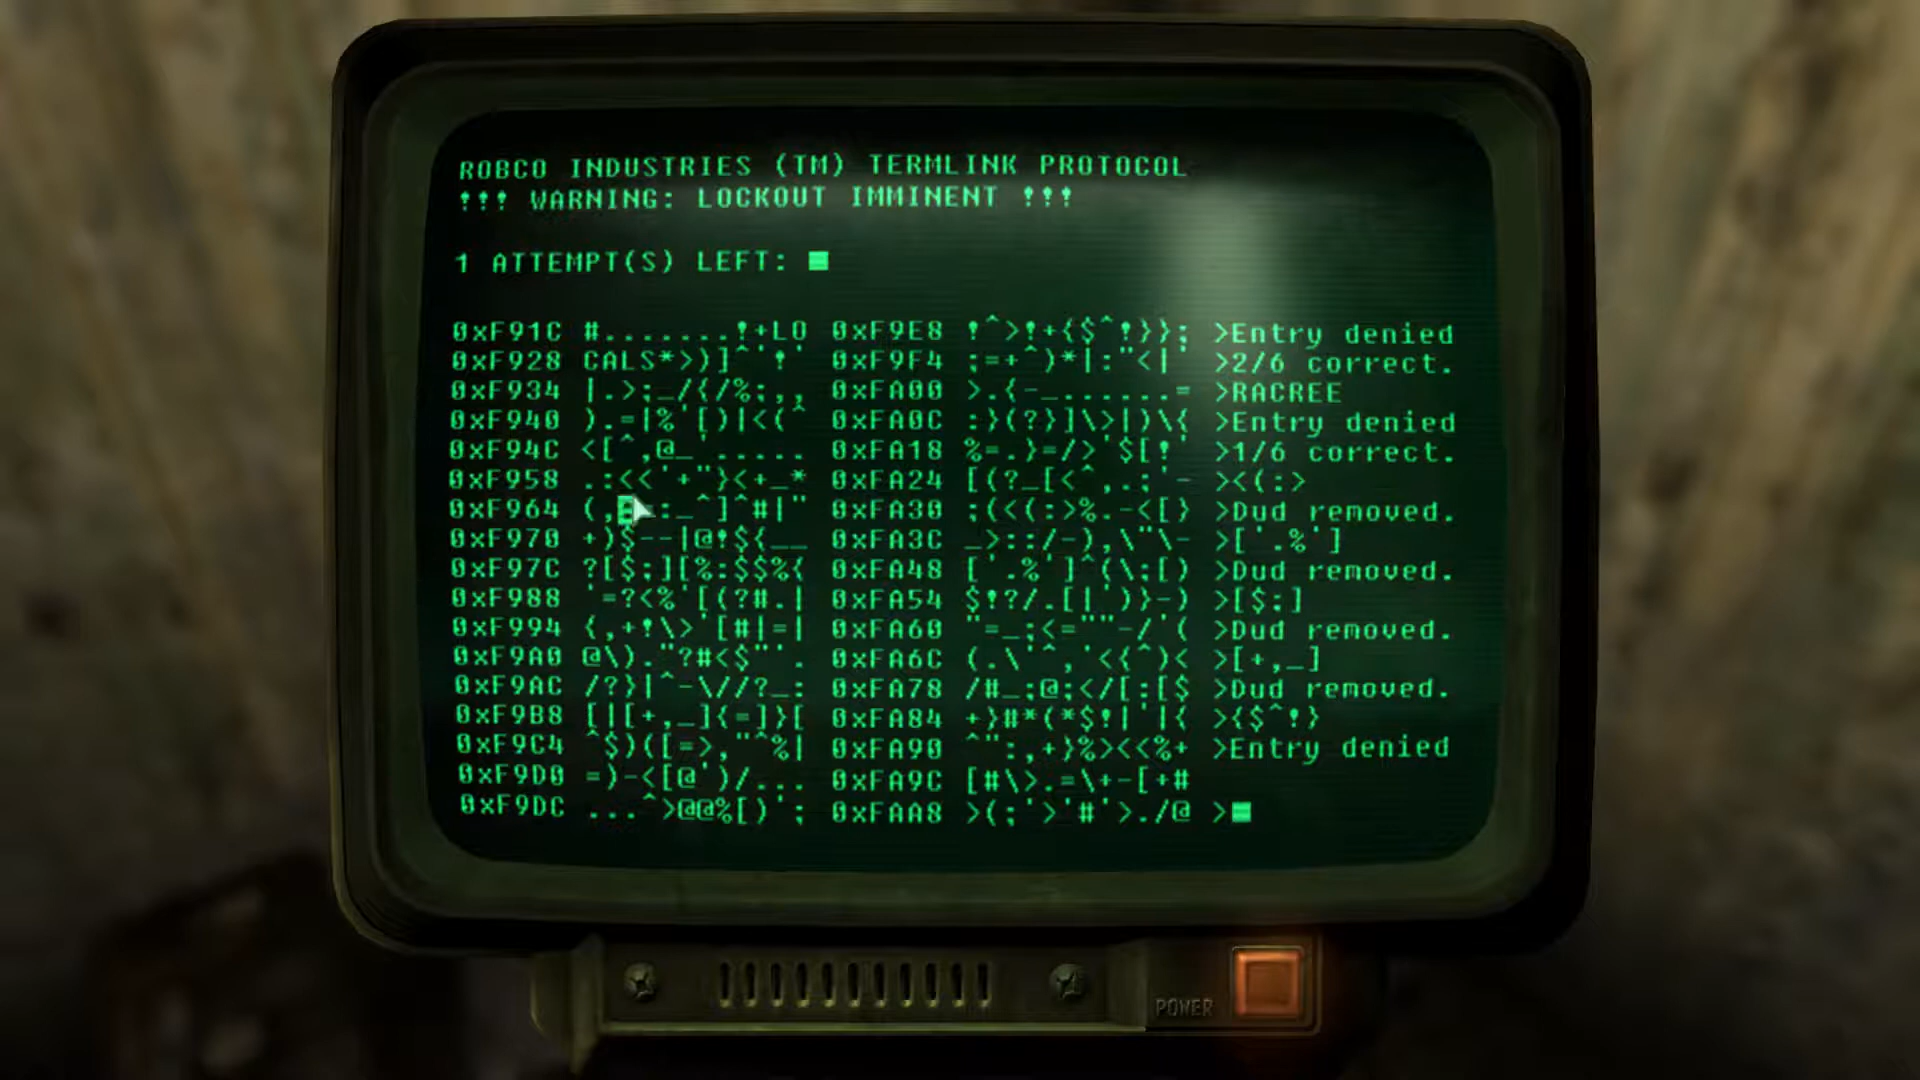 ROBCO INDUSTRIES (TM) TERMLINK PROTOCOL
!!! WARNING: LOCKOUT IMMINENT !!!
1 ATTEMPT(S) LEFT:
0xF91C #.......!+LO 0xF9E8 !^>!+{$^!}}; >Entry denied
0xF928 CALS*>)]^'!' 0xF9F4 ;=+^)*|:"<|' >2/6 correct.
0xF934 |.>;_/{/%;,, 0xFA00 >.{-_......= >RACREE
0xF940 ).=|%'[)|<(^ 0xFA0C :}(?}]\>|)\{ >Entry denied
0xF94C <[^,@_'..... 0xFA18 %=.}=/>'$[!' >1/6 correct.
0xF958 .:<<'+"}<+_* 0xFA24 [(?_[<^,.;'- ><(:>
0xF964 (, _:_^]^#|" 0xFA30 ;(<(:>%.-<[} >Dud removed.
0xF970 +)$--|@!${__ 0xFA3C _>::/-),\"\- >['.%']
0xF97C ?[$:][%:$$%{ 0xFA48 ['.%']^(\;[) >Dud removed.
0xF988 '=?<%'[(?#.| 0xFA54 $!?/.[|')}-) >[$:]
0xF994 {,+!\>'[#|=| 0xFA60 "=_;<=""-/'( >Dud removed.
0xF9A0 @\)."?#<$"'. 0xFA6C (.\'^,'<{^)< >[+,_]
0xF9AC /?}|^-\//?_: 0xFA78 /#_;@;</[:[$ >Dud removed.
0xF9B8 [|[+,_]{=]}[ 0xFA84 +}#*(*$!|'|{ >{$^!}
0xF9C4 ^$)([=>,"^%| 0xFA90 ^":,+}%><<%+ >Entry denied
0xF9D0 =)-<[@')/... 0xFA9C [#\>.=\+-[+#
0xF9DC ...^>@@%[)'; 0xFAA8 >(;'>'#'>./@ >
POWER